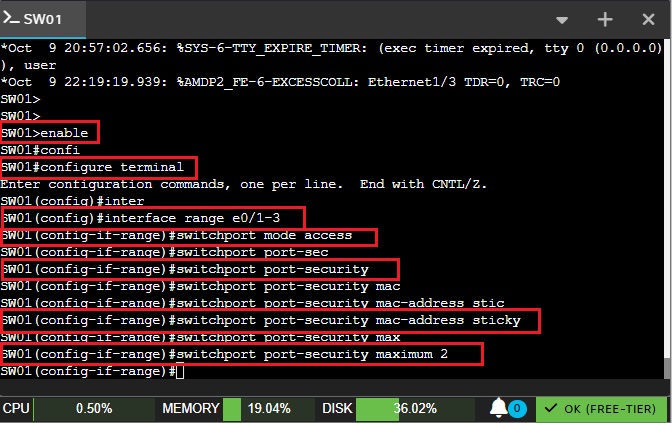 SW01
*Oct  9 20:57:02.656: %SYS-6-TTY_EXPIRE_TIMER: (exec timer expired, tty 0 (0.0.0.0)
), user
*Oct  9 22:19:19.939: %AMDP2_FE-6-EXCESSCOLL: Ethernet1/3 TDR=0, TRC=0
SW01>
SW01>
SW01>enable
SW01#confi
SW01#configure terminal
Enter configuration commands, one per line.  End with CNTL/Z.
SW01(config)#inter
SW01(config)#interface range e0/1-3
SW01(config-if-range)#switchport mode access
SW01(config-if-range)#switchport port-sec
SW01(config-if-range)#switchport port-security
SW01(config-if-range)#switchport port-security mac
SW01(config-if-range)#switchport port-security mac-address stic
SW01(config-if-range)#switchport port-security mac-address sticky
SW01(config-if-range)#switchport port-security max
SW01(config-if-range)#switchport port-security maximum 2
SW01(config-if-range)#
CPU 0.50% MEMORY 19.04% DISK 36.02% 0 OK (FREE-TIER)